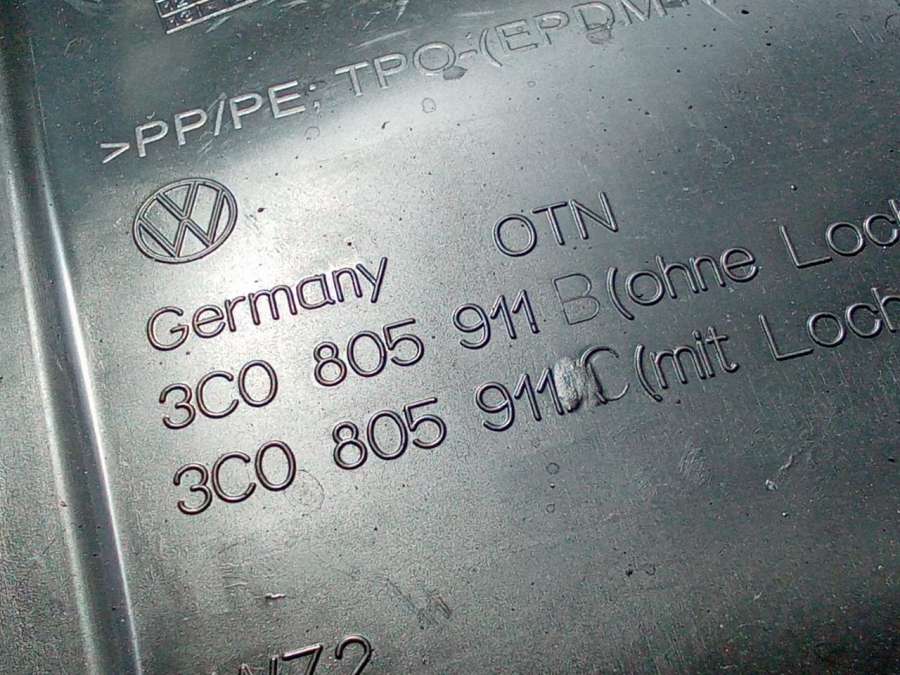 >PP/PE; TPO-(EPDM
OTN
Germany
3C0 805 911 B (ohne Loch
3C0 805 911 C (mit Loch